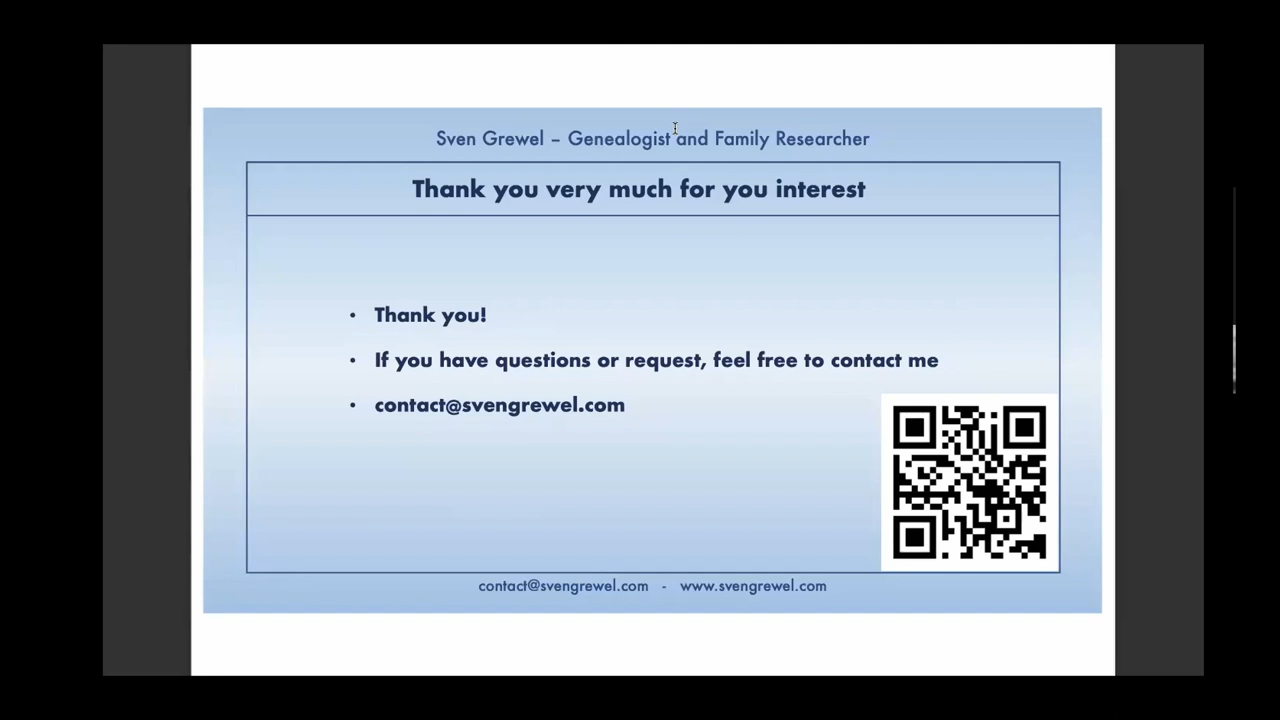 Sven Grewel – Genealogist and Family Researcher
Thank you very much for you interest
• Thank you!
• If you have questions or request, feel free to contact me
• contact@svengrewel.com
contact@svengrewel.com - www.svengrewel.com